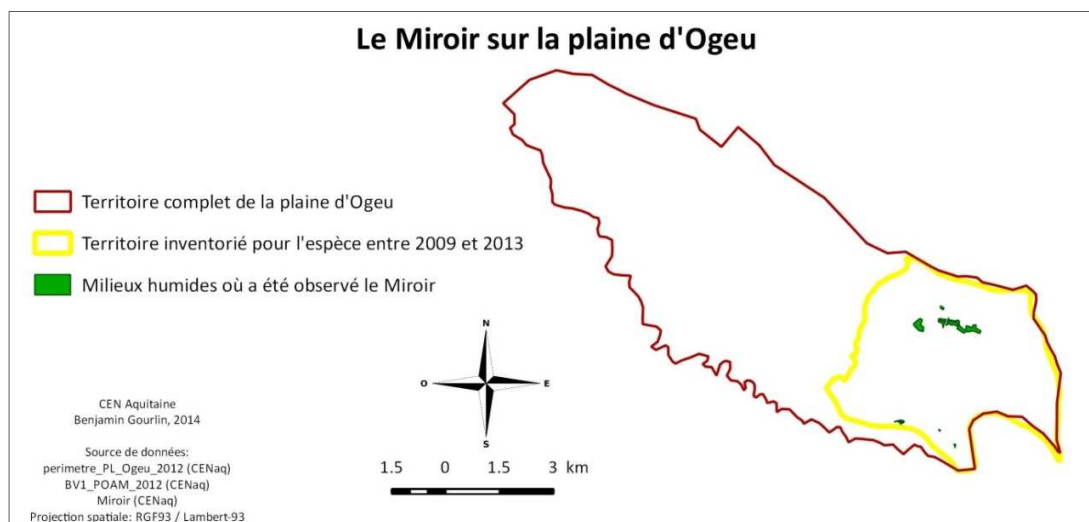 Le Miroir sur la plaine d'Ogeu
Territoire complet de la plaine d'Ogeu
Territoire inventorié pour l'espèce entre 2009 et 2013
Milieux humides où a été observé le Miroir
N
O
E
S
CEN Aquitaine
Benjamin Gourlin, 2014
Source de données:
perimetre_PL_Ogeu_2012 (CENaq)
BV1_POAM_2012 (CENaq)
Miroir (CENaq)
Projection spatiale: RGF93 / Lambert-93
1.5 0 1.5 3 km